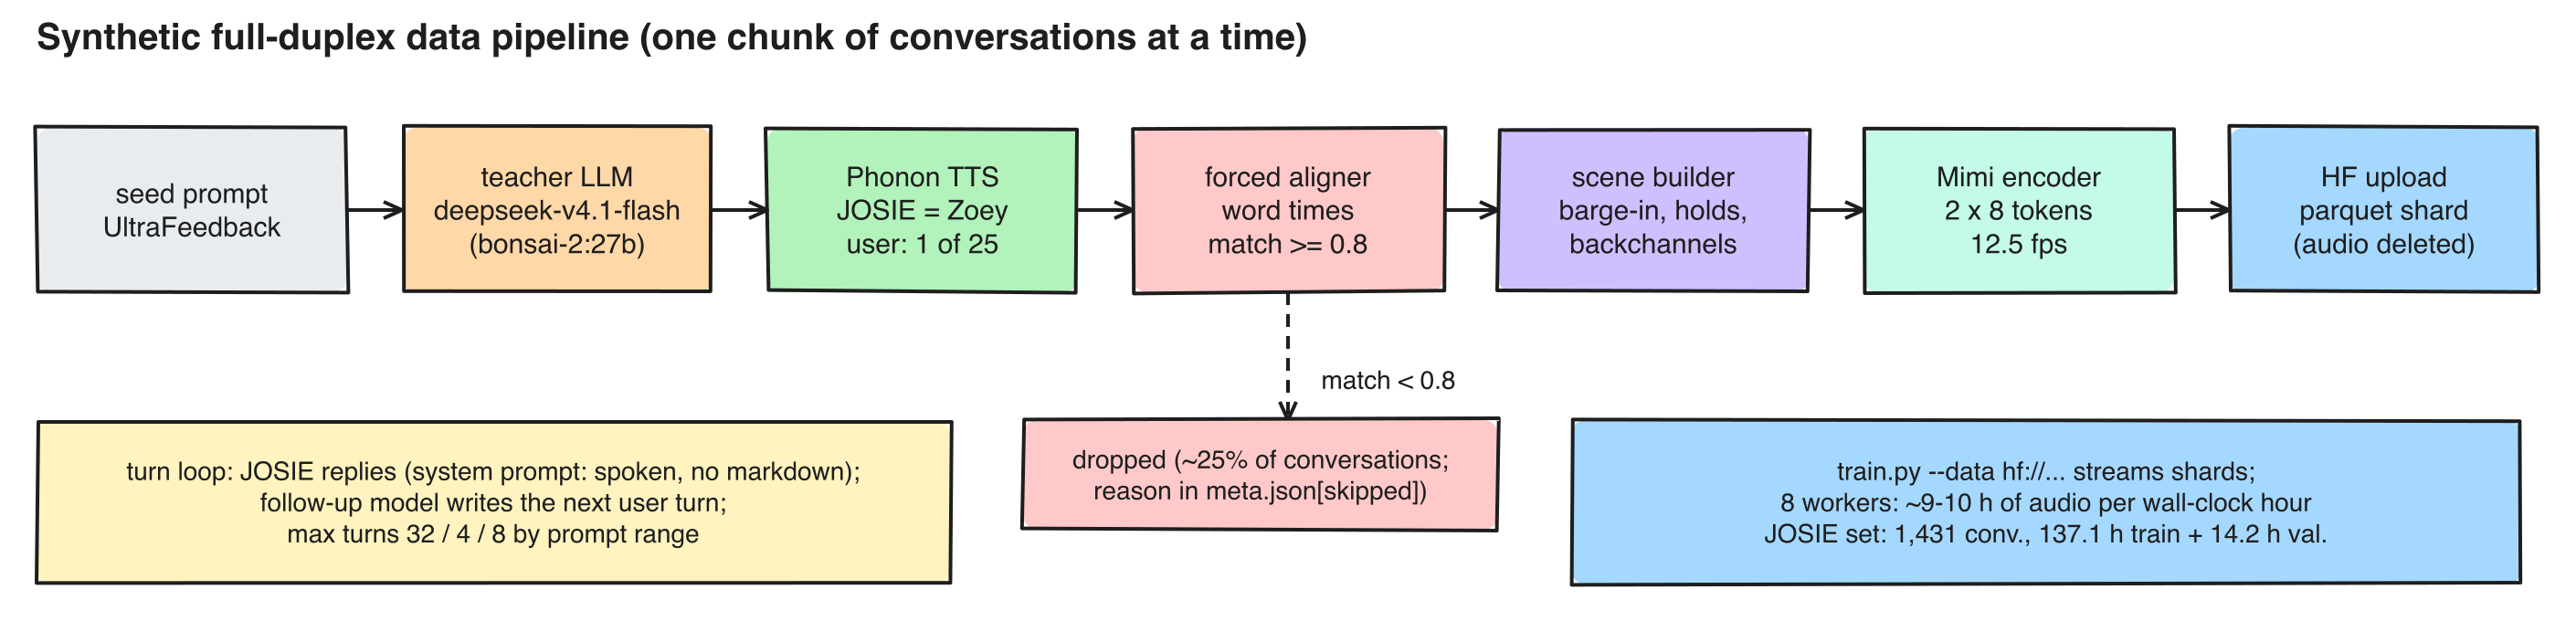 Synthetic full-duplex data pipeline (one chunk of conversations at a time)
seed prompt
UltraFeedback
teacher LLM
deepseek-v4.1-flash
(bonsai-2:27b)
Phonon TTS
JOSIE = Zoey
user: 1 of 25
forced aligner
word times
match >= 0.8
scene builder
barge-in, holds,
backchannels
Mimi encoder
2 x 8 tokens
12.5 fps
HF upload
parquet shard
(audio deleted)
match < 0.8
turn loop: JOSIE replies (system prompt: spoken, no markdown);
follow-up model writes the next user turn;
max turns 32 / 4 / 8 by prompt range
dropped (~25% of conversations;
reason in meta.json[skipped])
train.py --data hf://... streams shards;
8 workers: ~9-10 h of audio per wall-clock hour
JOSIE set: 1,431 conv., 137.1 h train + 14.2 h val.